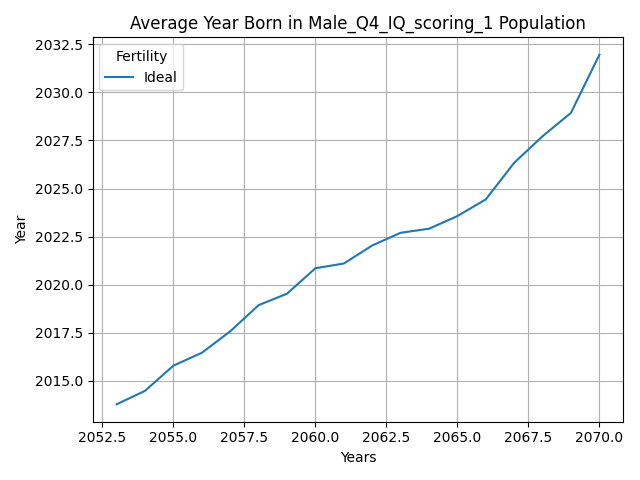 Average Year Born in Male_Q4_IQ_scoring_1 Population
Fertility
Ideal
Year
2032.5
2030.0
2027.5
2025.0
2022.5
2020.0
2017.5
2015.0
2052.5 2055.0 2057.5 2060.0 2062.5 2065.0 2067.5 2070.0
Years